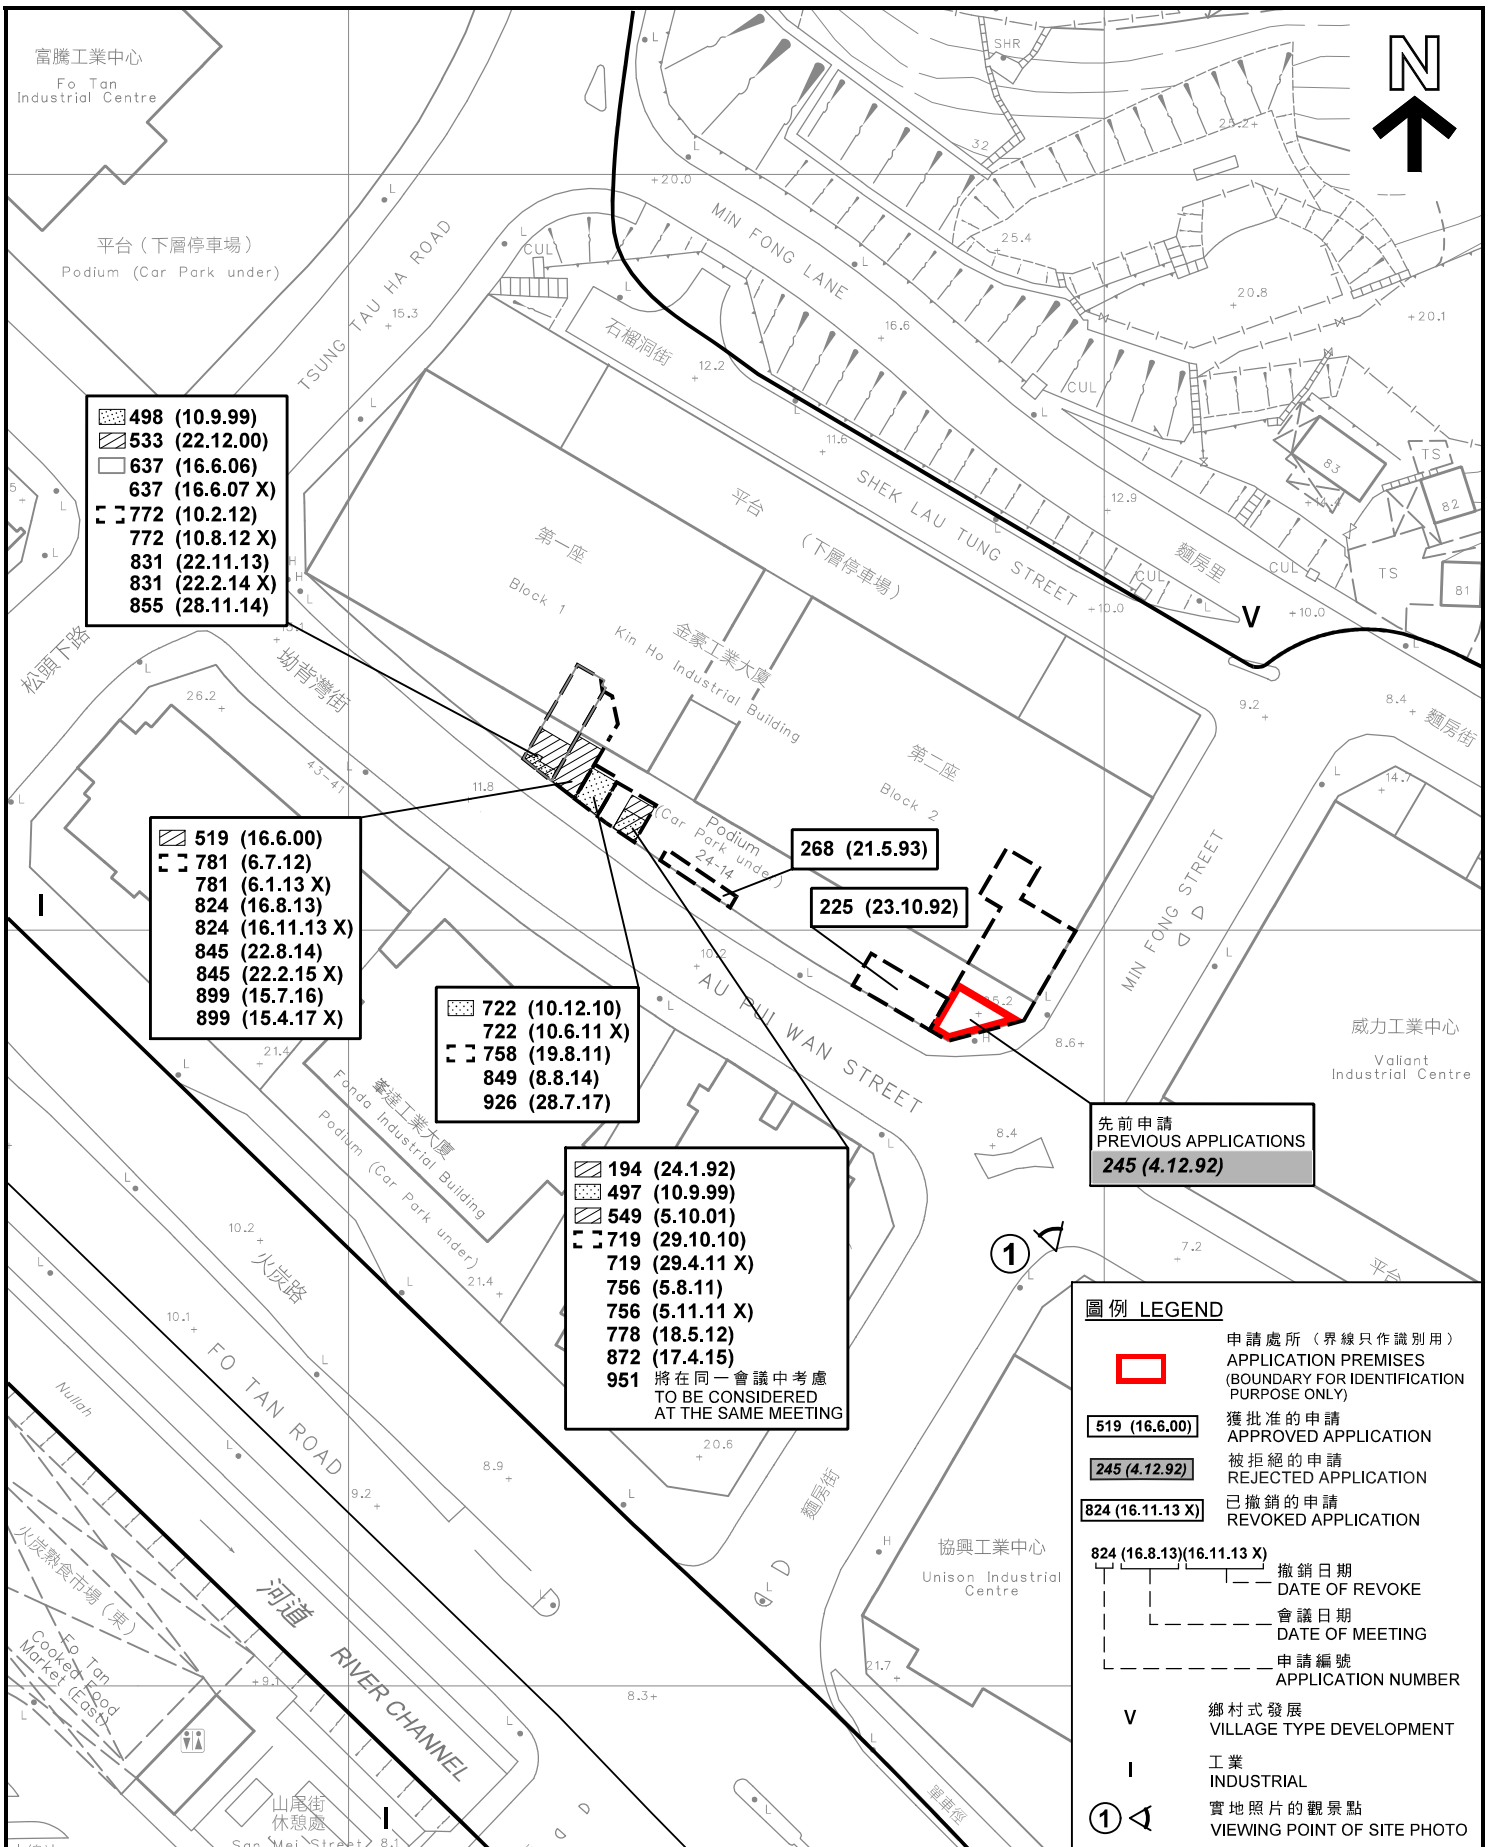 富騰工業中心
Fo Tan
Industrial Centre
平台（下層停車場）
Podium (Car Park under)
N
SHR
L
32
25.2
+20.0
25.4
20.8
+20.1
TSUNG TAU HA ROAD
15.3
MIN FONG LANE
16.6
CUL
石榴洞街
12.2
11.6
CUL
83
TS
82
14.4
TS
81
12.9
SHEK LAU TUNG STREET
麵房里
CUL
CUL
+10.0
+10.0
V
9.2
8.4
麵房街
14.7
498 (10.9.99)
533 (22.12.00)
637 (16.6.06)
637 (16.6.07 X)
772 (10.2.12)
772 (10.8.12 X)
831 (22.11.13)
831 (22.2.14 X)
855 (28.11.14)
平台
（下層停車場）
第一座
Block 1
金豪工業大廈
Kin Ho Industrial Building
第二座
Block 2
Podium
(Car Park under)
24-14
松頭下路
坳背灣街
26.2
43-41
11.8
519 (16.6.00)
781 (6.7.12)
781 (6.1.13 X)
824 (16.8.13)
824 (16.11.13 X)
845 (22.8.14)
845 (22.2.15 X)
899 (15.7.16)
899 (15.4.17 X)
I
268 (21.5.93)
225 (23.10.92)
MIN FONG STREET
10.2
AU PUI WAN STREET
15.2
H
8.6+
威力工業中心
Valiant
Industrial Centre
722 (10.12.10)
722 (10.6.11 X)
758 (19.8.11)
849 (8.8.14)
926 (28.7.17)
21.4
峯達工業大廈
Fonda Industrial Building
Podium (Car Park under)
21.4
先前申請
PREVIOUS APPLICATIONS
245 (4.12.92)
8.4
194 (24.1.92)
497 (10.9.99)
549 (5.10.01)
719 (29.10.10)
719 (29.4.11 X)
756 (5.8.11)
756 (5.11.11 X)
778 (18.5.12)
872 (17.4.15)
951 將在同一會議中考慮
TO BE CONSIDERED
AT THE SAME MEETING
1
7.2
平台
10.2
火炭路
10.1
FO TAN ROAD
Nullah
8.9
9.2
20.6
麵房街
協興工業中心
Unison Industrial
Centre
火炭熟食市場（東）
Fo Tan
Cooked Food
Market (East)
河道 RIVER CHANNEL
+9.1
8.3+
21.7
單車徑
山尾街
休憩處
San Mei Street
8.1
I
圖例 LEGEND
申請處所（界線只作識別用）
APPLICATION PREMISES
(BOUNDARY FOR IDENTIFICATION
PURPOSE ONLY)
519 (16.6.00)
獲批准的申請
APPROVED APPLICATION
245 (4.12.92)
被拒絕的申請
REJECTED APPLICATION
824 (16.11.13 X)
已撤銷的申請
REVOKED APPLICATION
824 (16.8.13)(16.11.13 X)
撤銷日期
DATE OF REVOKE
會議日期
DATE OF MEETING
申請編號
APPLICATION NUMBER
V
鄉村式發展
VILLAGE TYPE DEVELOPMENT
I
工業
INDUSTRIAL
1
實地照片的觀景點
VIEWING POINT OF SITE PHOTO